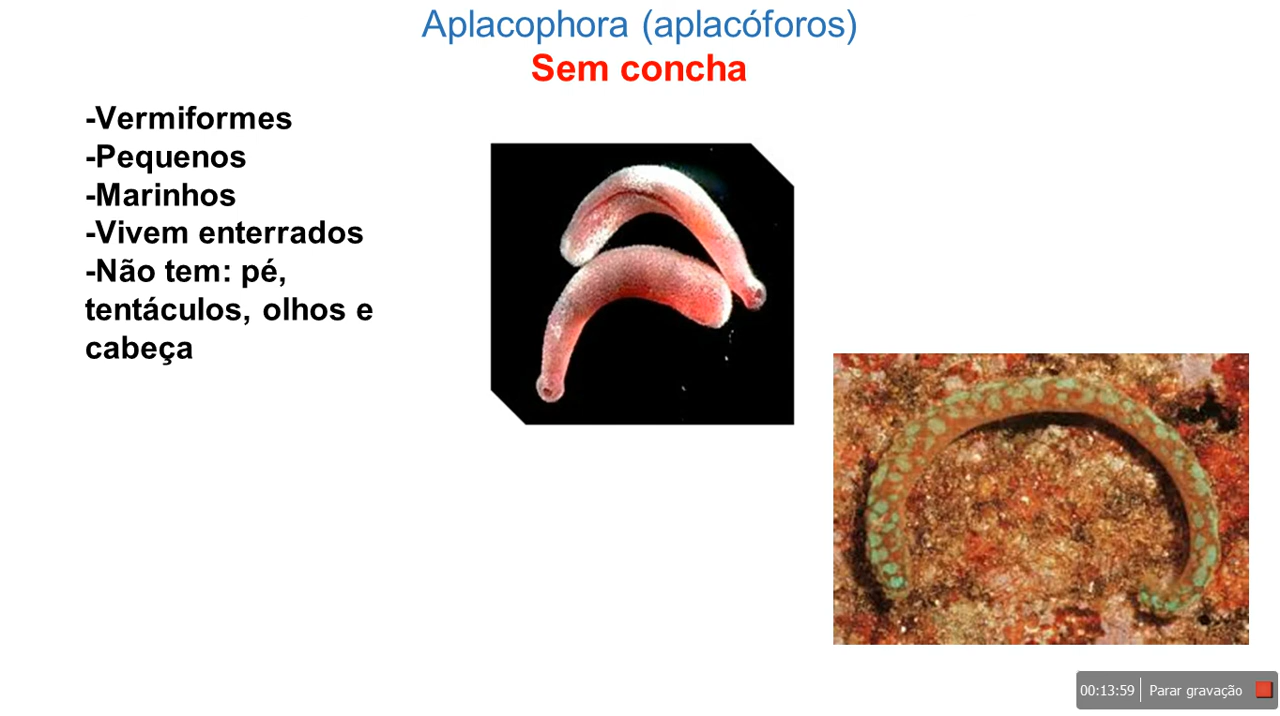 Aplacophora (aplacóforos)
Sem concha
-Vermiformes
-Pequenos
-Marinhos
-Vivem enterrados
-Não tem: pé,
tentáculos, olhos e
cabeça
00:13:59 Parar gravação